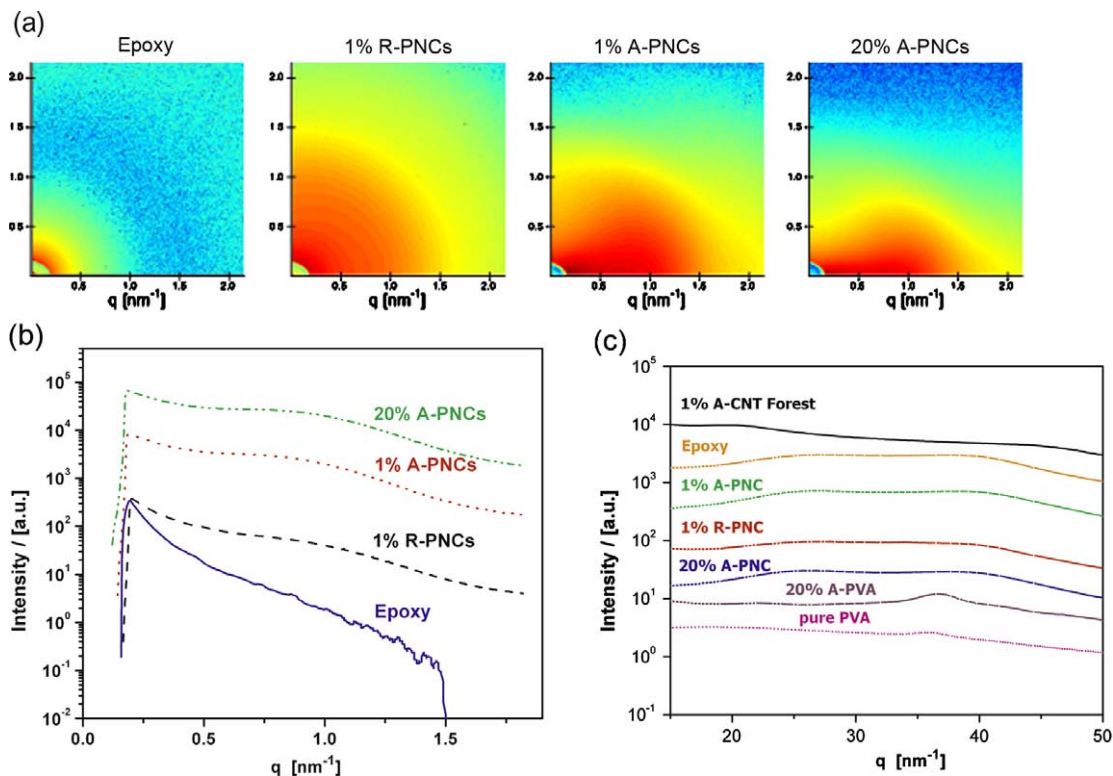 (a)
Epoxy
1% R-PNCs
1% A-PNCs
20% A-PNCs
2.0
1.5
1.0
0.5
0.5 1.0 1.5 2.0
q [nm⁻¹]
0.5 1.0 1.5 2.0
q [nm⁻¹]
0.5 1.0 1.5 2.0
q [nm⁻¹]
0.5 1.0 1.5 2.0
q [nm⁻¹]
2.0
1.5
1.0
0.5
2.0
1.5
1.0
0.5
2.0
1.5
1.0
0.5
(b)
Intensity / [a.u.]
10⁵
10⁴
10³
10²
10¹
10⁰
10⁻¹
10⁻²
20% A-PNCs
1% A-PNCs
1% R-PNCs
Epoxy
0.0 0.5 1.0 1.5
q [nm⁻¹]
(c)
Intensity / [a.u.]
10⁵
10⁴
10³
10²
10¹
10⁰
10⁻¹
1% A-CNT Forest
Epoxy
1% A-PNC
1% R-PNC
20% A-PNC
20% A-PVA
pure PVA
20 30 40 50
q [nm⁻¹]